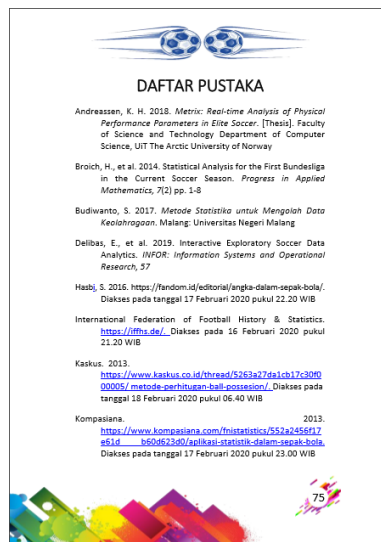 DAFTAR PUSTAKA
Andreassen, K. H. 2018. Metrix: Real-time Analysis of Physical
Performance Parameters in Elite Soccer. [Thesis]. Faculty
of Science and Technology Department of Computer
Science, UiT The Arctic University of Norway
Broich, H., et al. 2014. Statistical Analysis for the First Bundesliga
in the Current Soccer Season. Progress in Applied
Mathematics, 7(2) pp. 1-8
Budiwanto, S. 2017. Metode Statistika untuk Mengolah Data
Keolahragaan. Malang: Universitas Negeri Malang
Delibas, E., et al. 2019. Interactive Exploratory Soccer Data
Analytics. INFOR: Information Systems and Operational
Research, 57
Hasbi, S. 2016. https://fandom.id/editorial/angka-dalam-sepak-bola/.
Diakses pada tanggal 17 Februari 2020 pukul 22.20 WIB
International Federation of Football History & Statistics.
https://iffhs.de/. Diakses pada 16 Februari 2020 pukul
21.20 WIB
Kaskus. 2013.
https://www.kaskus.co.id/thread/5263a27da1cb17c30f0
00005/ metode-perhitugan-ball-possesion/. Diakses pada
tanggal 18 Februari 2020 pukul 06.40 WIB
Kompasiana. 2013.
https://www.kompasiana.com/fnistatistics/552a2456f17
e61d b60d623d0/aplikasi-statistik-dalam-sepak-bola.
Diakses pada tanggal 17 Februari 2020 pukul 23.00 WIB
75